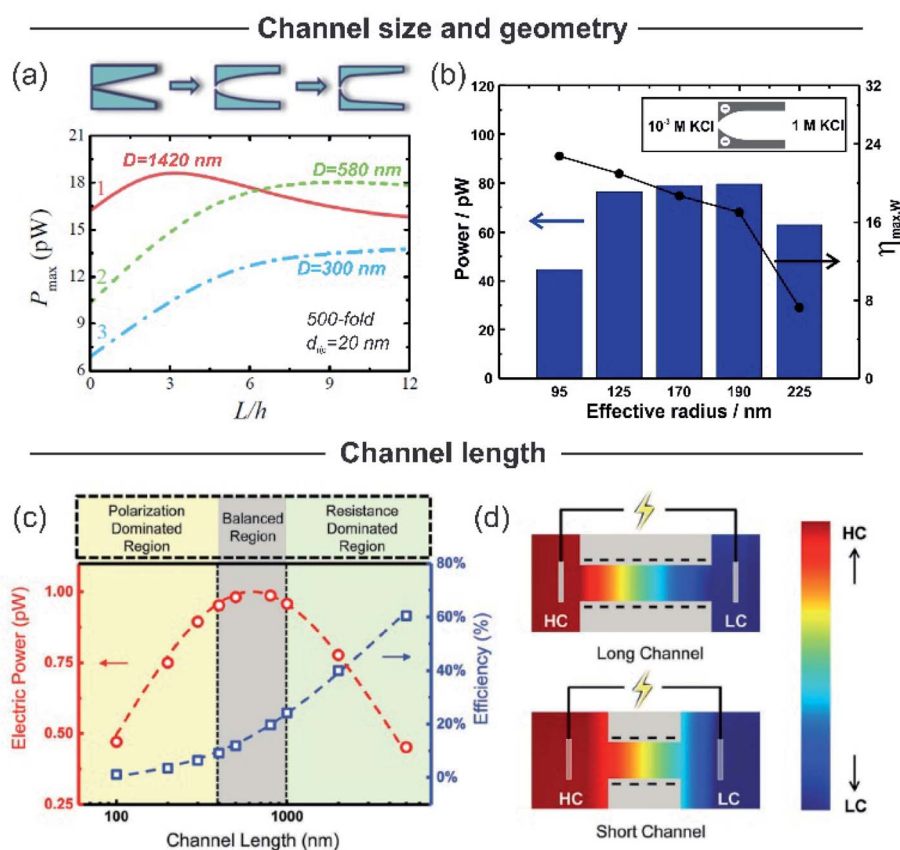 Channel size and geometry
(a)
21
18
15
12
9
6
P_max (pW)
D=1420 nm
D=580 nm
D=300 nm
1
2
3
500-fold
0
3
6
9
12
L/h
(b)
120
100
80
60
40
20
0
Power / pW
10⁻³ M KCl
1 M KCl
32
24
16
8
0
η_max,W
95
125
170
190
225
Effective radius / nm
Channel length
(c)
Polarization
Dominated
Region
Balanced
Region
Resistance
Dominated
Region
1.00
0.75
0.50
0.25
Electric Power (pW)
80%
60%
40%
20%
0%
Efficiency (%)
100
1000
Channel Length (nm)
(d)
HC
LC
Long Channel
HC
LC
Short Channel
HC
LC